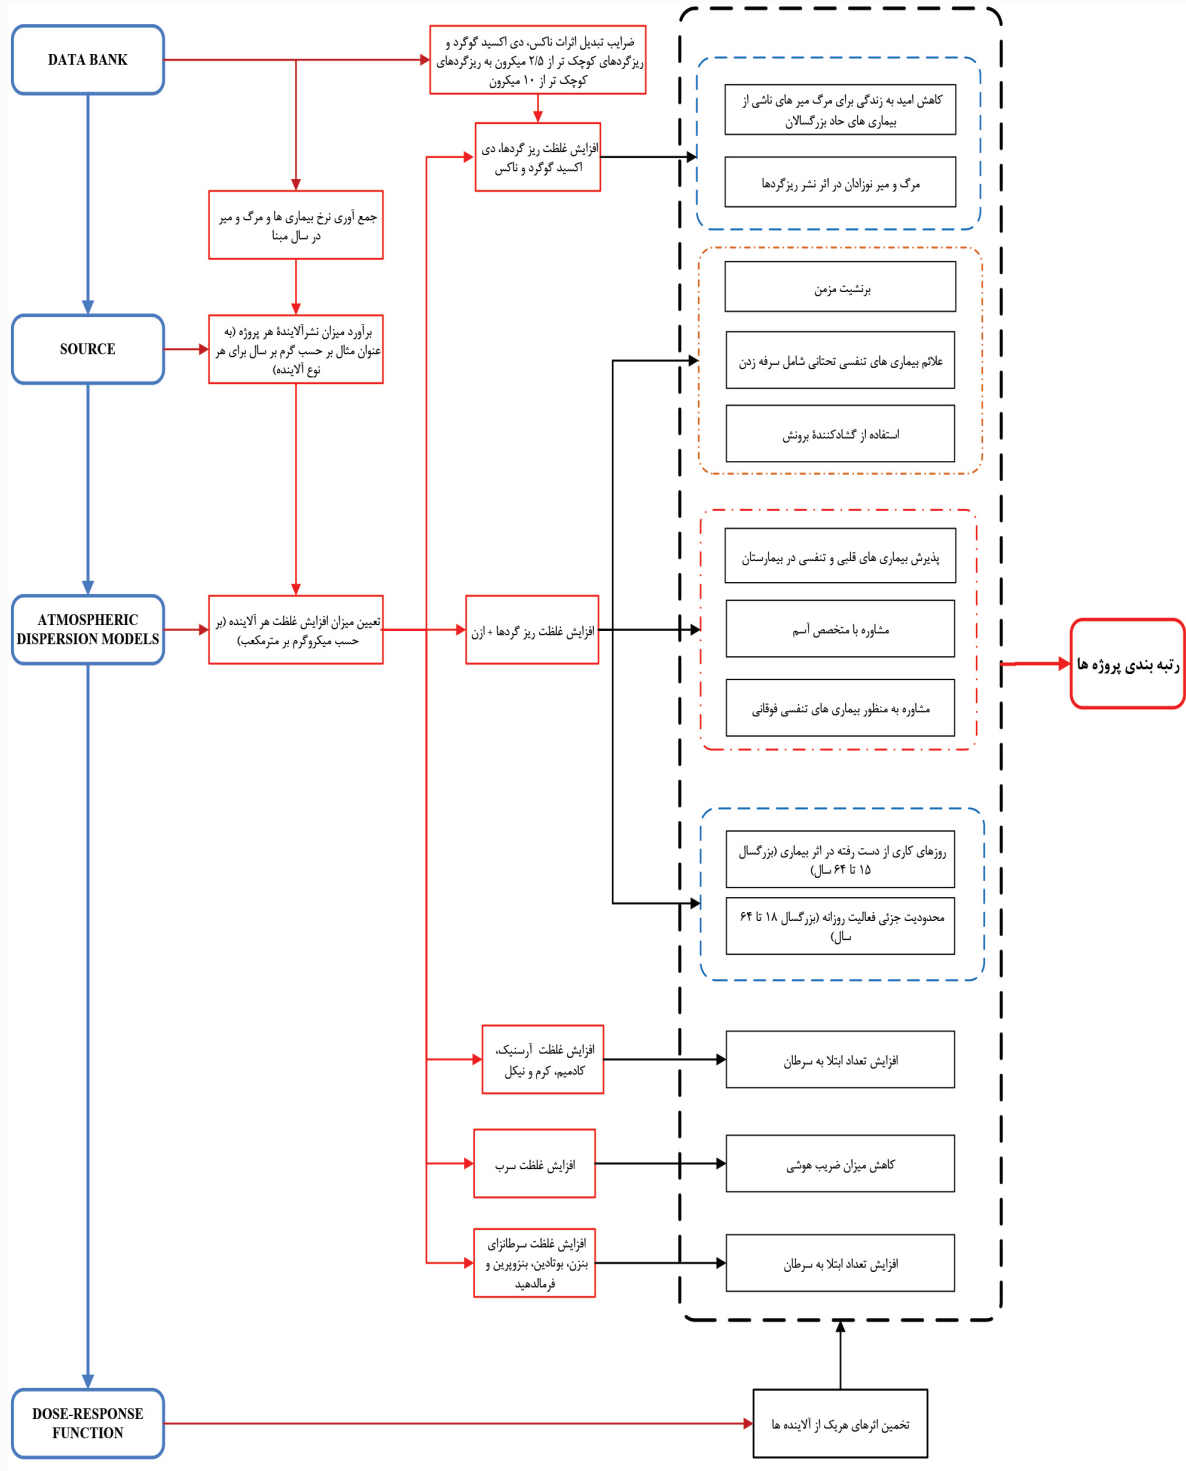 DATA BANK
ضرایب تبدیل اثرات ناکس، دی اکسید گوگرد و
ریزگردهای کوچک تر از ۲/۵ میکرون به ریزگردهای
کوچک تر از ۱۰ میکرون
افزایش غلظت ریز گردها، دی
اکسید گوگرد و ناکس
کاهش امید به زندگی برای مرگ میر های ناشی از
بیماری های حاد بزرگسالان
مرگ و میر نوزادان در اثر نشر ریزگردها
جمع آوری نرخ بیماری ها و مرگ و میر
در سال مبنا
برنشیت مزمن
SOURCE
برآورد میزان نشرآلایندهٔ هر پروژه (به
عنوان مثال بر حسب گرم بر سال برای هر
نوع آلاینده)
علائم بیماری های تنفسی تحتانی شامل سرفه زدن
استفاده از گشادکنندهٔ برونش
پذیرش بیماری های قلبی و تنفسی در بیمارستان
ATMOSPHERIC
DISPERSION MODELS
تعیین میزان افزایش غلظت هر آلاینده (بر
حسب میکروگرم بر مترمکعب)
افزایش غلظت ریز گردها + ازن
مشاوره با متخصص آسم
مشاوره به منظور بیماری های تنفسی فوقانی
رتبه بندی پروژه ها
روزهای کاری از دست رفته در اثر بیماری (بزرگسال
۱۵ تا ۶۴ سال)
محدودیت جزئی فعالیت روزانه (بزرگسال ۱۸ تا ۶۴
سال)
افزایش غلظت آرسنیک،
کادمیم، کرم و نیکل
افزایش تعداد ابتلا به سرطان
افزایش غلظت سرب
کاهش میزان ضریب هوشی
افزایش غلظت سرطانزای
بنزن، بوتادین، بنزوپرین و
فرمالدهید
افزایش تعداد ابتلا به سرطان
DOSE-RESPONSE
FUNCTION
تخمین اثرهای هریک از آلاینده ها